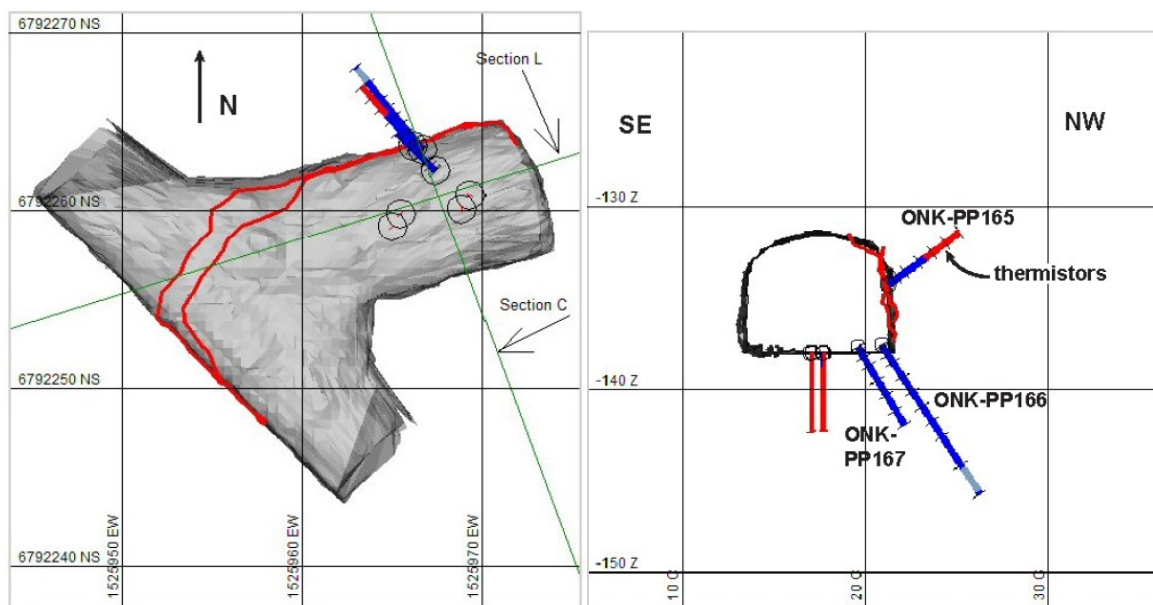 6792270 NS
Section L
N
6792260 NS
Section C
6792250 NS
6792240 NS
1525950 EW
1525960 EW
1525970 EW
SE
NW
-130 Z
ONK-PP165
thermistors
-140 Z
ONK-PP166
ONK-
PP167
-150 Z
10 C
20 C
30 C